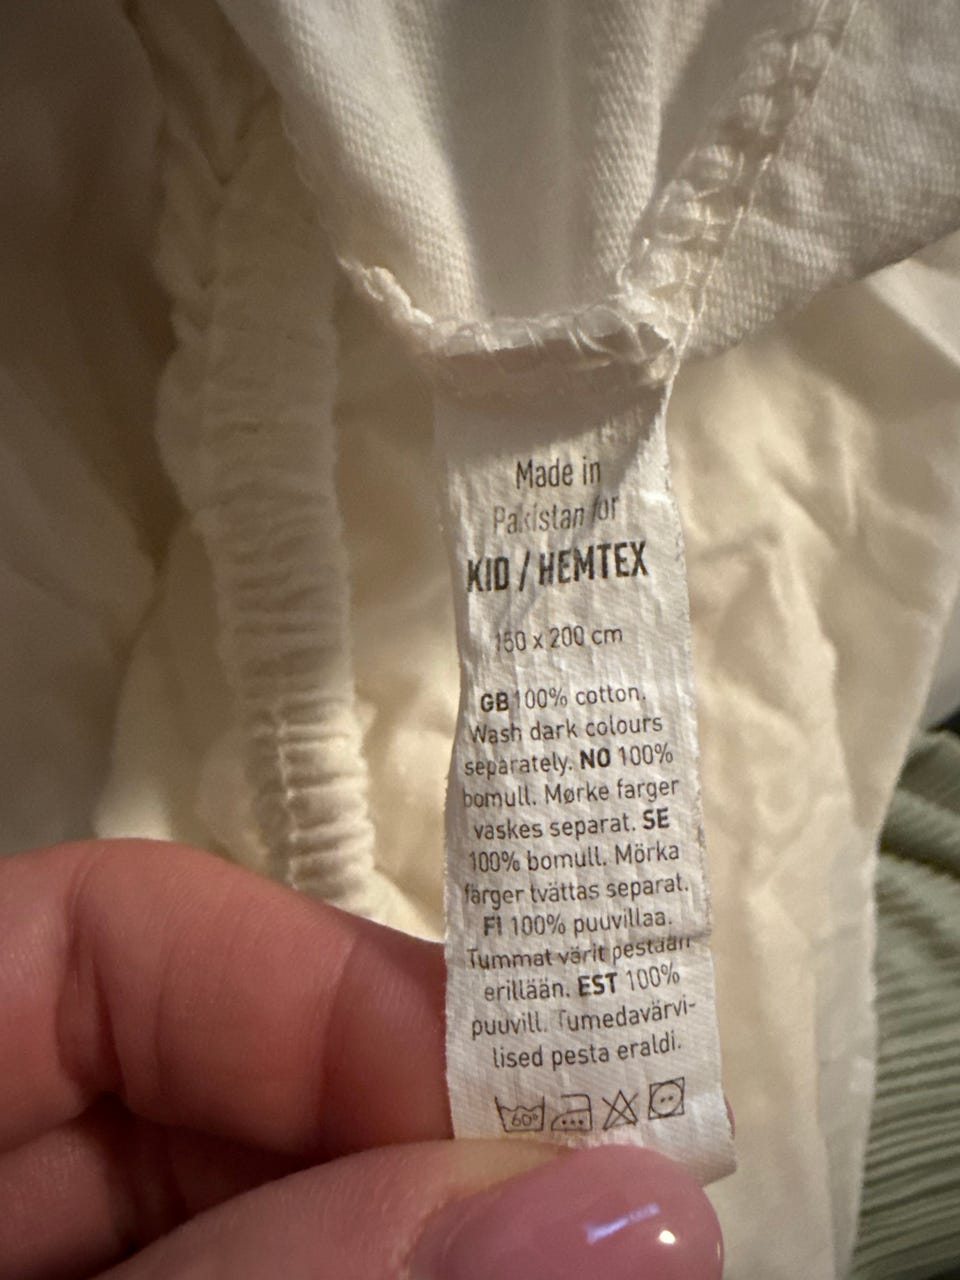 Made in
Pakistan for
KID / HEMTEX
150 x 200 cm
GB 100% cotton.
Wash dark colours
separately. NO 100%
bomull. Mørke farger
vaskes separat. SE
100% bomull. Mörka
färger tvättas separat.
FI 100% puuvillaa.
Tummat värit pestään
erillään. EST 100%
puuvill. Tumedavärvi-
lised pesta eraldi.
60°